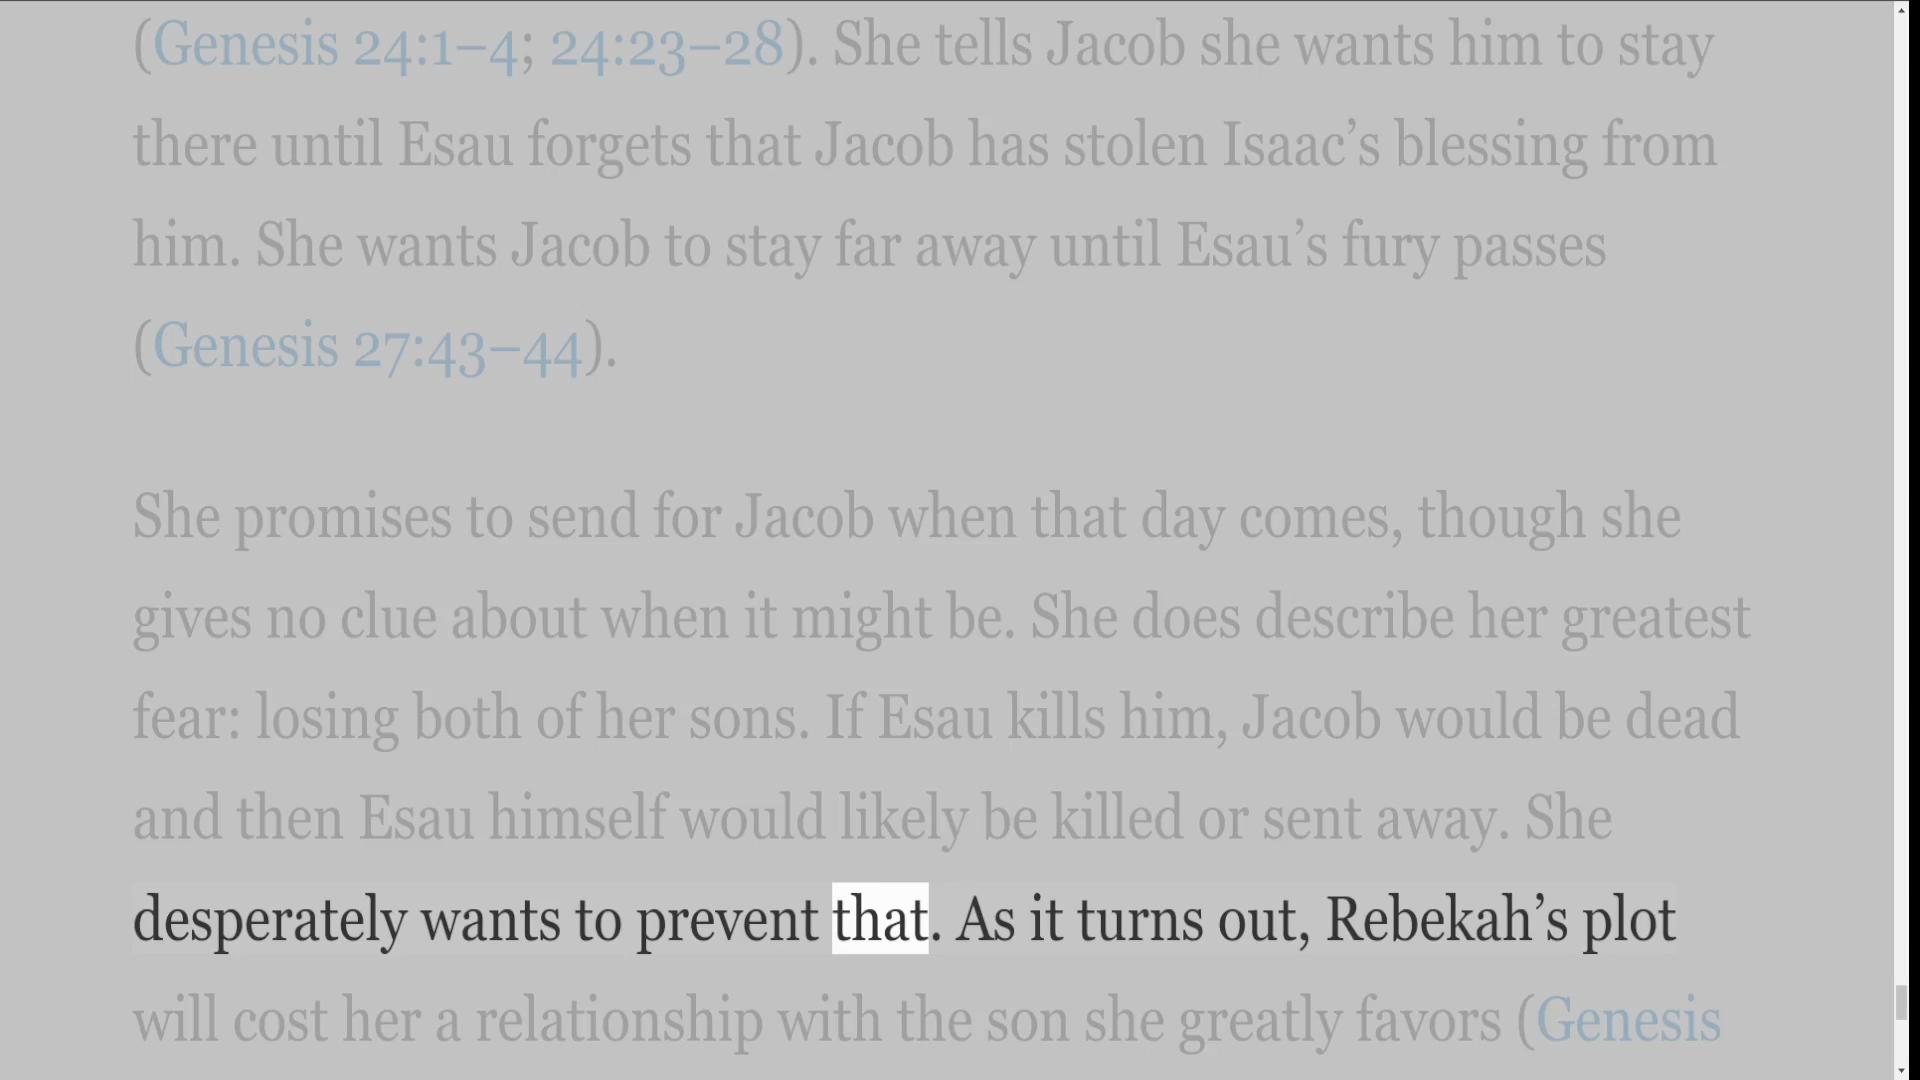 (Genesis 24:1–4; 24:23–28). She tells Jacob she wants him to stay
there until Esau forgets that Jacob has stolen Isaac’s blessing from
him. She wants Jacob to stay far away until Esau’s fury passes
(Genesis 27:43–44).
She promises to send for Jacob when that day comes, though she
gives no clue about when it might be. She does describe her greatest
fear: losing both of her sons. If Esau kills him, Jacob would be dead
and then Esau himself would likely be killed or sent away. She
desperately wants to prevent that. As it turns out, Rebekah’s plot
will cost her a relationship with the son she greatly favors (Genesis